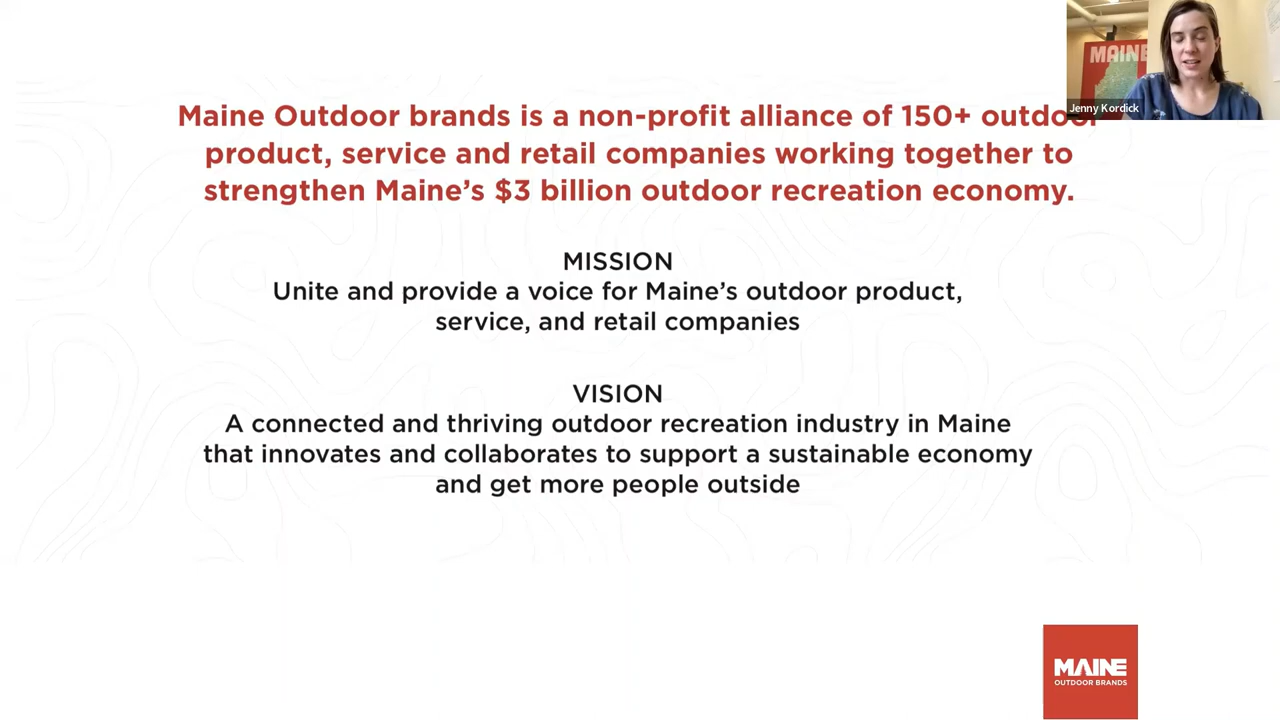 Maine Outdoor brands is a non-profit alliance of 150+ outdoor
product, service and retail companies working together to
strengthen Maine's $3 billion outdoor recreation economy.
MISSION
Unite and provide a voice for Maine's outdoor product,
service, and retail companies
VISION
A connected and thriving outdoor recreation industry in Maine
that innovates and collaborates to support a sustainable economy
and get more people outside
MAINE
Jenny Kordick
MAINE
OUTDOOR BRANDS